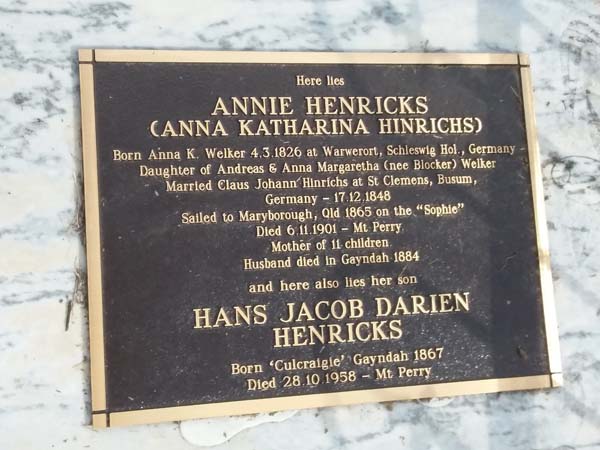 Here lies
ANNIE HENRICKS
(ANNA KATHARINA HINRICHS)
Born Anna K. Welker 4.3.1826 at Warwerort, Schleswig Hol., Germany -
Daughter of Andreas & Anna Margaretha (nee Blocker) Welker
Married Claus Johann Hinrichs at St Clemens, Busum,
Germany - 17.12.1848
Sailed to Maryborough, Qld 1865 on the "Sophie"
Died 6.11.1901 - Mt Perry
Mother of 11 children
Husband died in Gayndah 1884
and here also lies her son
HANS JACOB DARIEN
HENRICKS
Born 'Culcraigie' Gayndah 1867
Died 28.10.1958 - Mt Perry